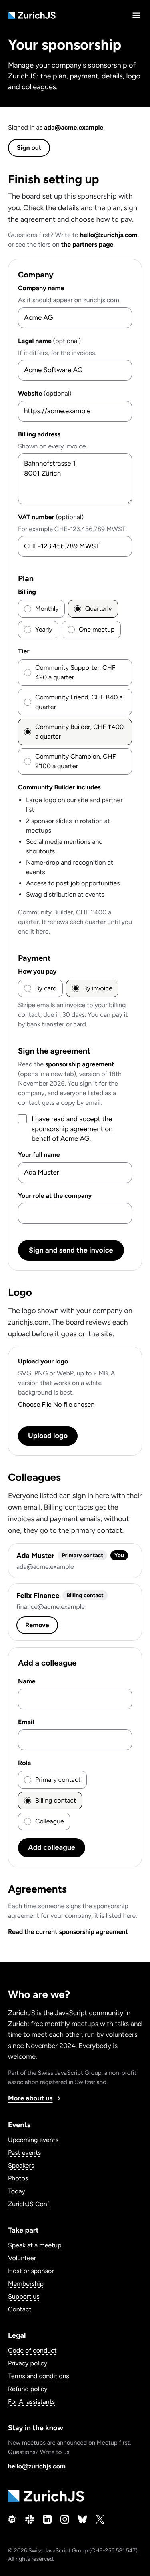 ZurichJS
Your sponsorship
Manage your company's sponsorship of
ZurichJS: the plan, payment, details, logo
and colleagues.
Signed in as ada@acme.example
Sign out
Finish setting up
The board set up this sponsorship with
you. Check the details and the plan, sign
the agreement and choose how to pay.
Questions first? Write to hello@zurichjs.com,
or see the tiers on the partners page.
Company
Company name
As it should appear on zurichjs.com.
Acme AG
Legal name (optional)
If it differs, for the invoices.
Acme Software AG
Website (optional)
https://acme.example
Billing address
Shown on every invoice.
Bahnhofstrasse 1
8001 Zürich
VAT number (optional)
For example CHE-123.456.789 MWST.
CHE-123.456.789 MWST
Plan
Billing
Monthly
Quarterly
Yearly
One meetup
Tier
Community Supporter, CHF
420 a quarter
Community Friend, CHF 840 a
quarter
Community Builder, CHF 1'400
a quarter
Community Champion, CHF
2'100 a quarter
Community Builder includes
Large logo on our site and partner
list
2 sponsor slides in rotation at
meetups
Social media mentions and
shoutouts
Name-drop and recognition at
events
Access to post job opportunities
Swag distribution at events
Community Builder, CHF 1'400 a
quarter. It renews each quarter until you
end it here.
Payment
How you pay
By card
By invoice
Stripe emails an invoice to your billing
contact, due in 30 days. You can pay it
by bank transfer or card.
Sign the agreement
Read the sponsorship agreement
(opens in a new tab), version of 18th
November 2026. You sign it for the
company, and everyone listed as a
contact gets a copy by email.
I have read and accept the
sponsorship agreement on
behalf of Acme AG.
Your full name
Ada Muster
Your role at the company
Sign and send the invoice
Logo
The logo shown with your company on
zurichjs.com. The board reviews each
upload before it goes on the site.
Upload your logo
SVG, PNG or WebP, up to 2 MB. A
version that works on a white
background is best.
Choose File No file chosen
Upload logo
Colleagues
Everyone listed can sign in here with their
own email. Billing contacts get the
invoices and payment emails; without
one, they go to the primary contact.
Ada Muster Primary contact You
ada@acme.example
Felix Finance Billing contact
finance@acme.example
Remove
Add a colleague
Name
Email
Role
Primary contact
Billing contact
Colleague
Add colleague
Agreements
Each time someone signs the sponsorship
agreement for your company, it is listed here.
Read the current sponsorship agreement
Who are we?
ZurichJS is the JavaScript community in
Zurich: free monthly meetups with talks and
time to meet each other, run by volunteers
since November 2024. Everybody is
welcome.
Part of the Swiss JavaScript Group, a non-profit
association registered in Switzerland.
More about us
Events
Upcoming events
Past events
Speakers
Photos
Today
ZurichJS Conf
Take part
Speak at a meetup
Volunteer
Host or sponsor
Membership
Support us
Contact
Legal
Code of conduct
Privacy policy
Terms and conditions
Refund policy
For AI assistants
Stay in the know
New meetups are announced on Meetup first.
Questions? Write to us.
hello@zurichjs.com
ZurichJS
© 2026 Swiss JavaScript Group (CHE-255.581.547).
All rights reserved.